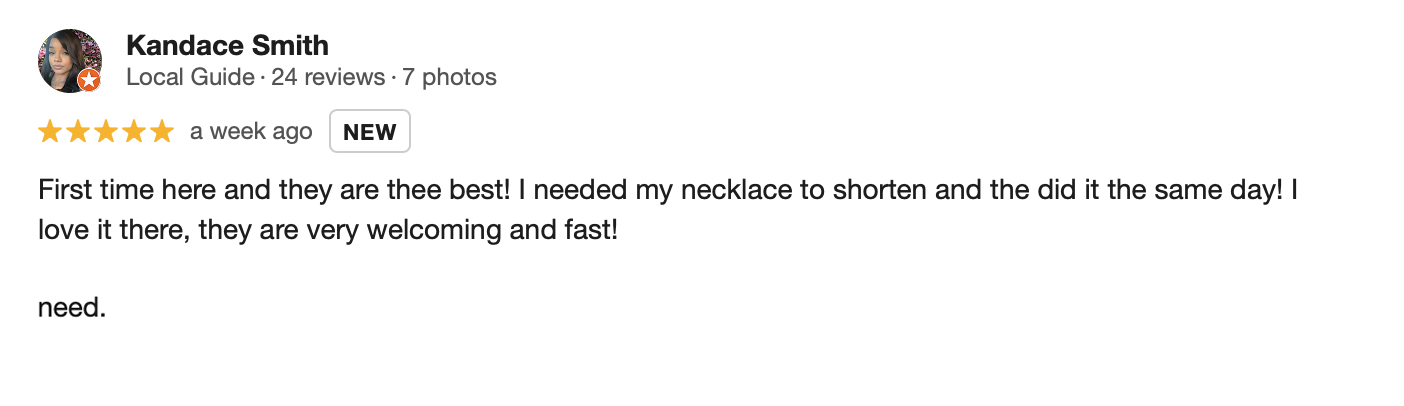 Kandace Smith
Local Guide · 24 reviews · 7 photos
a week ago NEW
First time here and they are thee best! I needed my necklace to shorten and the did it the same day! I
love it there, they are very welcoming and fast!
need.